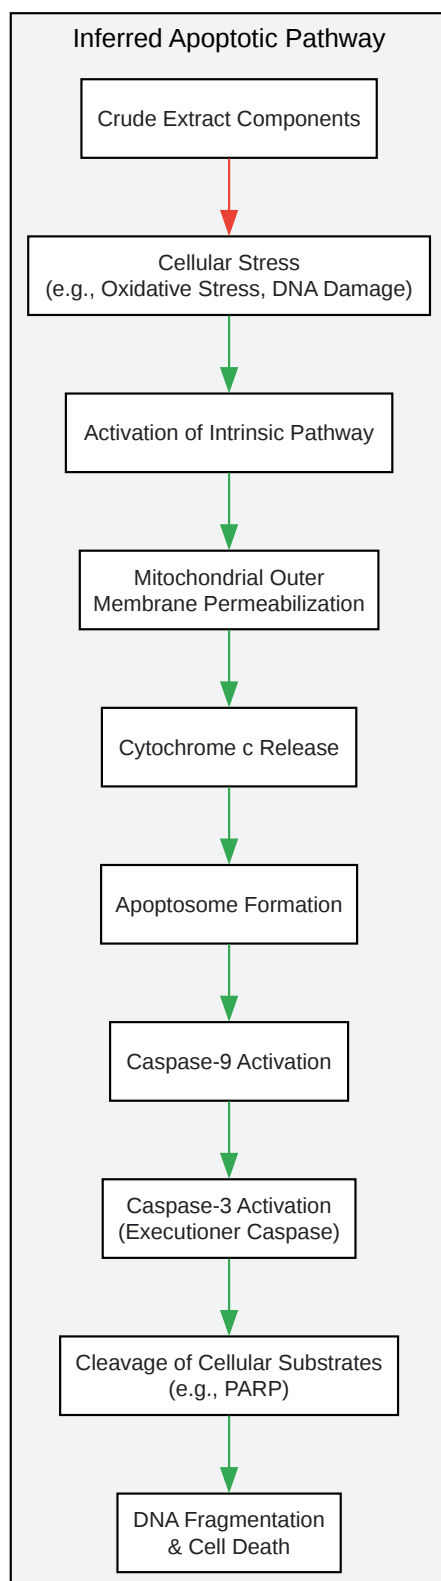 Inferred Apoptotic Pathway
Crude Extract Components
Cellular Stress
(e.g., Oxidative Stress, DNA Damage)
Activation of Intrinsic Pathway
Mitochondrial Outer
Membrane Permeabilization
Cytochrome c Release
Apoptosome Formation
Caspase-9 Activation
Caspase-3 Activation
(Executioner Caspase)
Cleavage of Cellular Substrates
(e.g., PARP)
DNA Fragmentation
& Cell Death